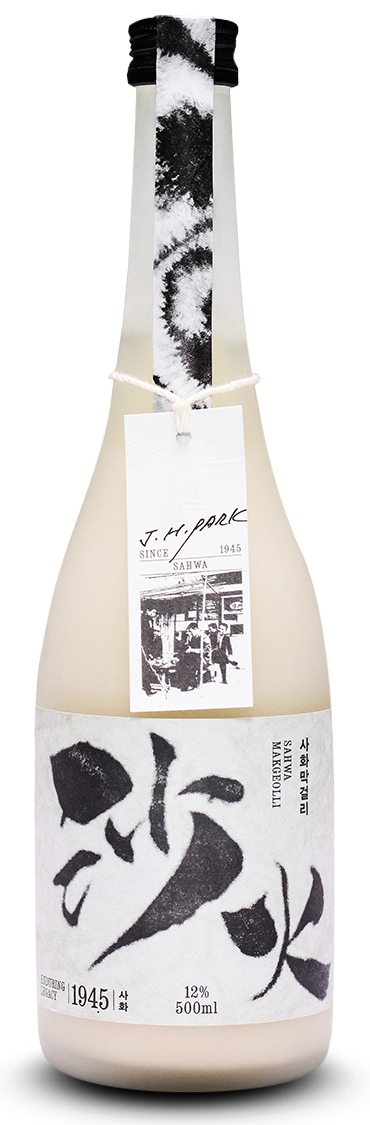 J.H.PARK
SINCE 1945
SAHWA
沙火
사화막걸리
SAHWA
MAKGEOLLI
ENDURING
LEGACY
1945
사화
12%
500ml